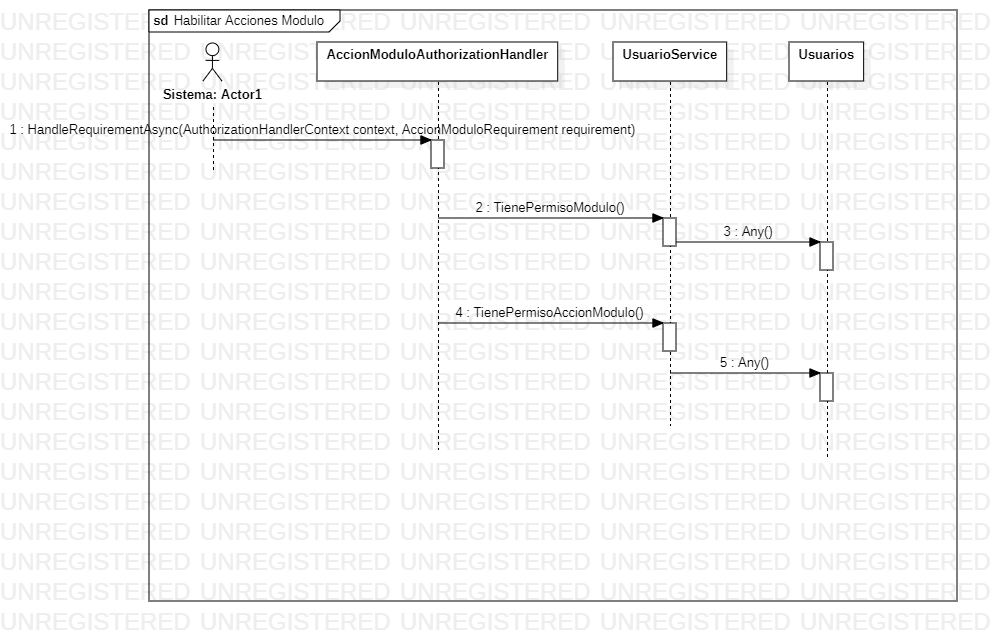 sd Habilitar Acciones Modulo
AccionModuloAuthorizationHandler
UsuarioService
Usuarios
Sistema: Actor1
1 : HandleRequirementAsync(AuthorizationHandlerContext context, AccionModuloRequirement requirement)
2 : TienePermisoModulo()
3 : Any()
4 : TienePermisoAccionModulo()
5 : Any()
UNREGISTERED